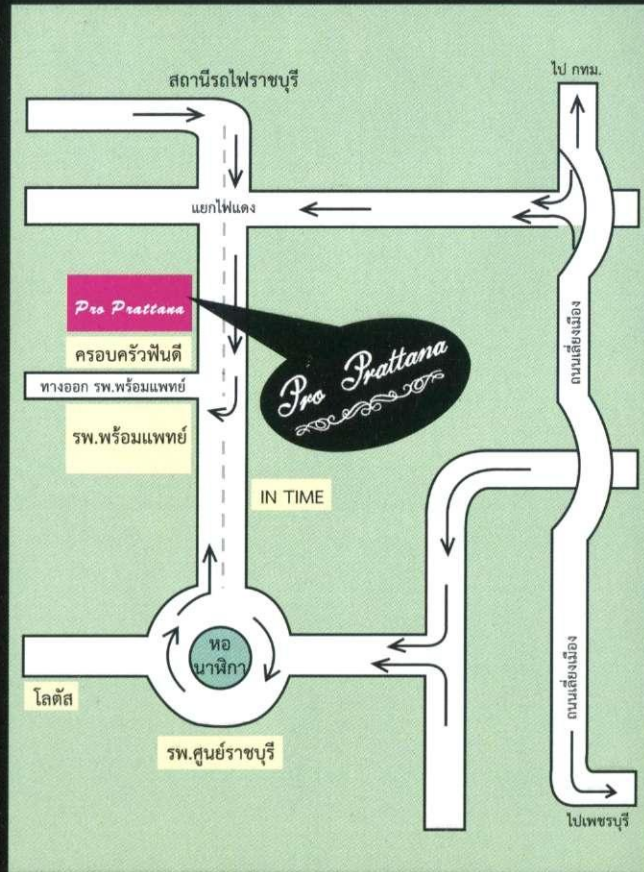 สถานีรถไฟราชบุรี
ไป กทม.
แยกไฟแดง
Pro Prattana
ครอบครัวฟันดี
ทางออก รพ.พร้อมแพทย์
รพ.พร้อมแพทย์
Pro Prattana
ถนนเลี่ยงเมือง
IN TIME
หอ
นาฬิกา
โลตัส
รพ.ศูนย์ราชบุรี
ถนนเลี่ยงเมือง
ไปเพชรบุรี